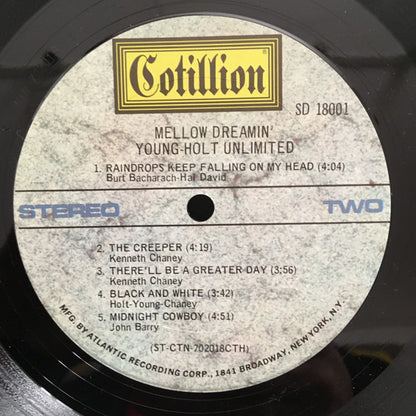 Cotillion
SD 18001
MELLOW DREAMIN'
YOUNG-HOLT UNLIMITED
1. RAINDROPS KEEP FALLING ON MY HEAD (4:04)
Burt Bacharach-Hal David
STEREO TWO
2. THE CREEPER (4:19)
Kenneth Chaney
3. THERE'LL BE A GREATER DAY (3:56)
Kenneth Chaney
4. BLACK AND WHITE (3:42)
Holt-Young-Chaney
5. MIDNIGHT COWBOY (4:51)
John Barry
(ST-CTN-702018CTH)
MFG. BY ATLANTIC RECORDING CORP., 1841 BROADWAY, NEW YORK, N.Y.